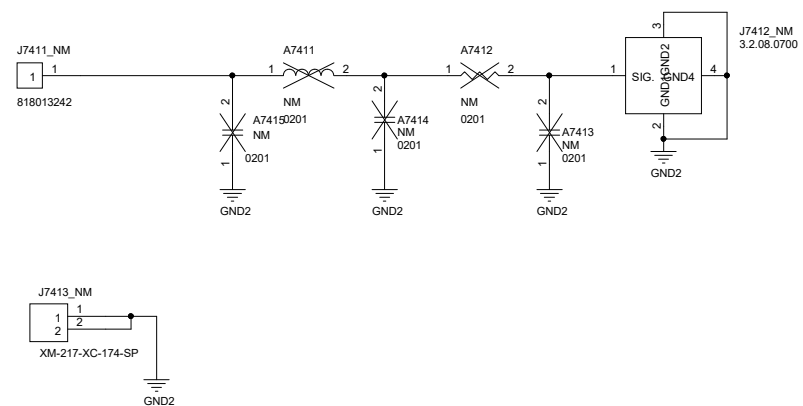 J7411_NM
1
1
818013242
A7411
1
2
NM
0201
A7412
1
2
NM
0201
J7412_NM
3.2.08.0700
3
1
SIG.
GND1
GND2
GND4
4
2
GND2
2
A7415
NM
0201
1
GND2
2
A7414
NM
0201
1
GND2
2
A7413
NM
0201
1
GND2
J7413_NM
1
1
2
2
XM-217-XC-174-SP
GND2